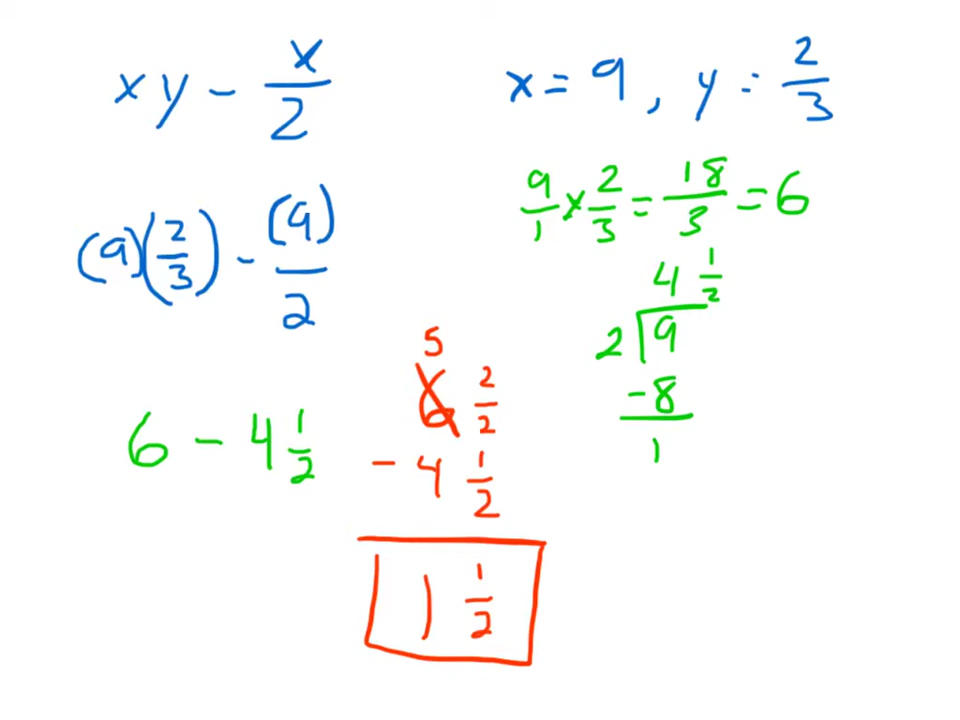 xy - x/2
x = 9, y = 2/3
9/1 x 2/3 = 18/3 = 6
(9)(2/3) - (9)/2
4 1/2
2 9
-8
1
6 - 4 1/2
5
6 2/2
- 4 1/2
1 1/2